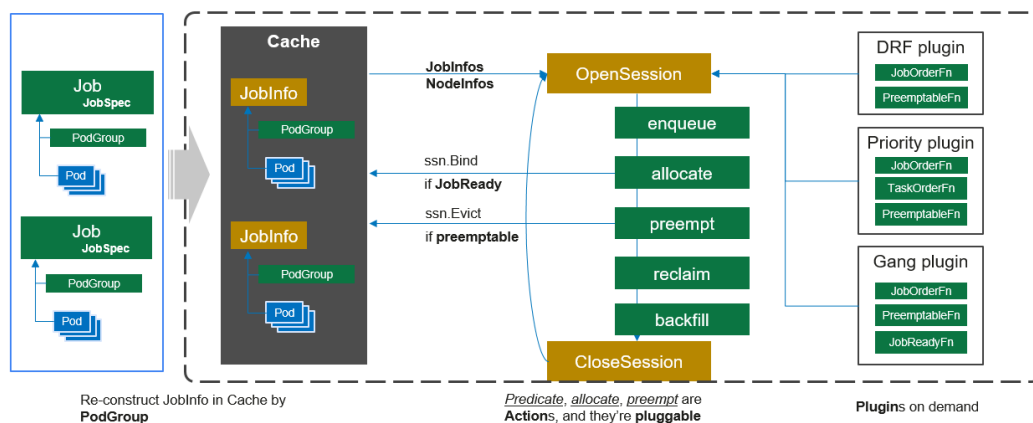 Job
JobSpec
PodGroup
Pod
Job
JobSpec
PodGroup
Pod
Cache
JobInfo
PodGroup
Pod
JobInfo
PodGroup
Pod
JobInfos
NodeInfos
ssn.Bind
if JobReady
ssn.Evict
if preemptable
OpenSession
enqueue
allocate
preempt
reclaim
backfill
CloseSession
DRF plugin
JobOrderFn
PreemptableFn
Priority plugin
JobOrderFn
TaskOrderFn
PreemptableFn
Gang plugin
JobOrderFn
PreemptableFn
JobReadyFn
Re-construct JobInfo in Cache by
PodGroup
Predicate, allocate, preempt are
Actions, and they're pluggable
Plugins on demand